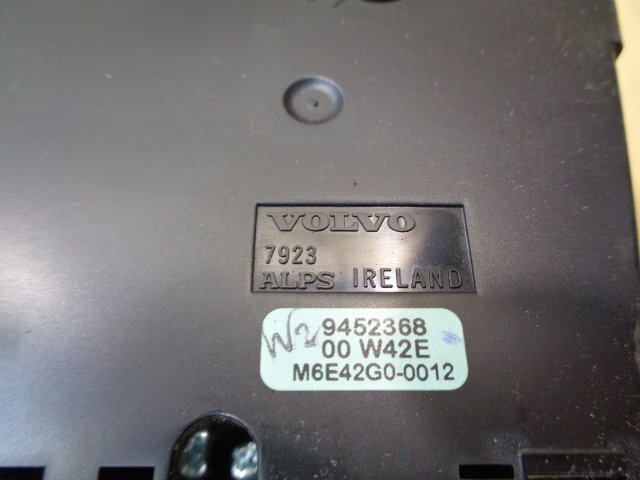 VOLVO
7923
ALPS IRELAND
W2 9452368
00 W42E
M6E42G0-0012